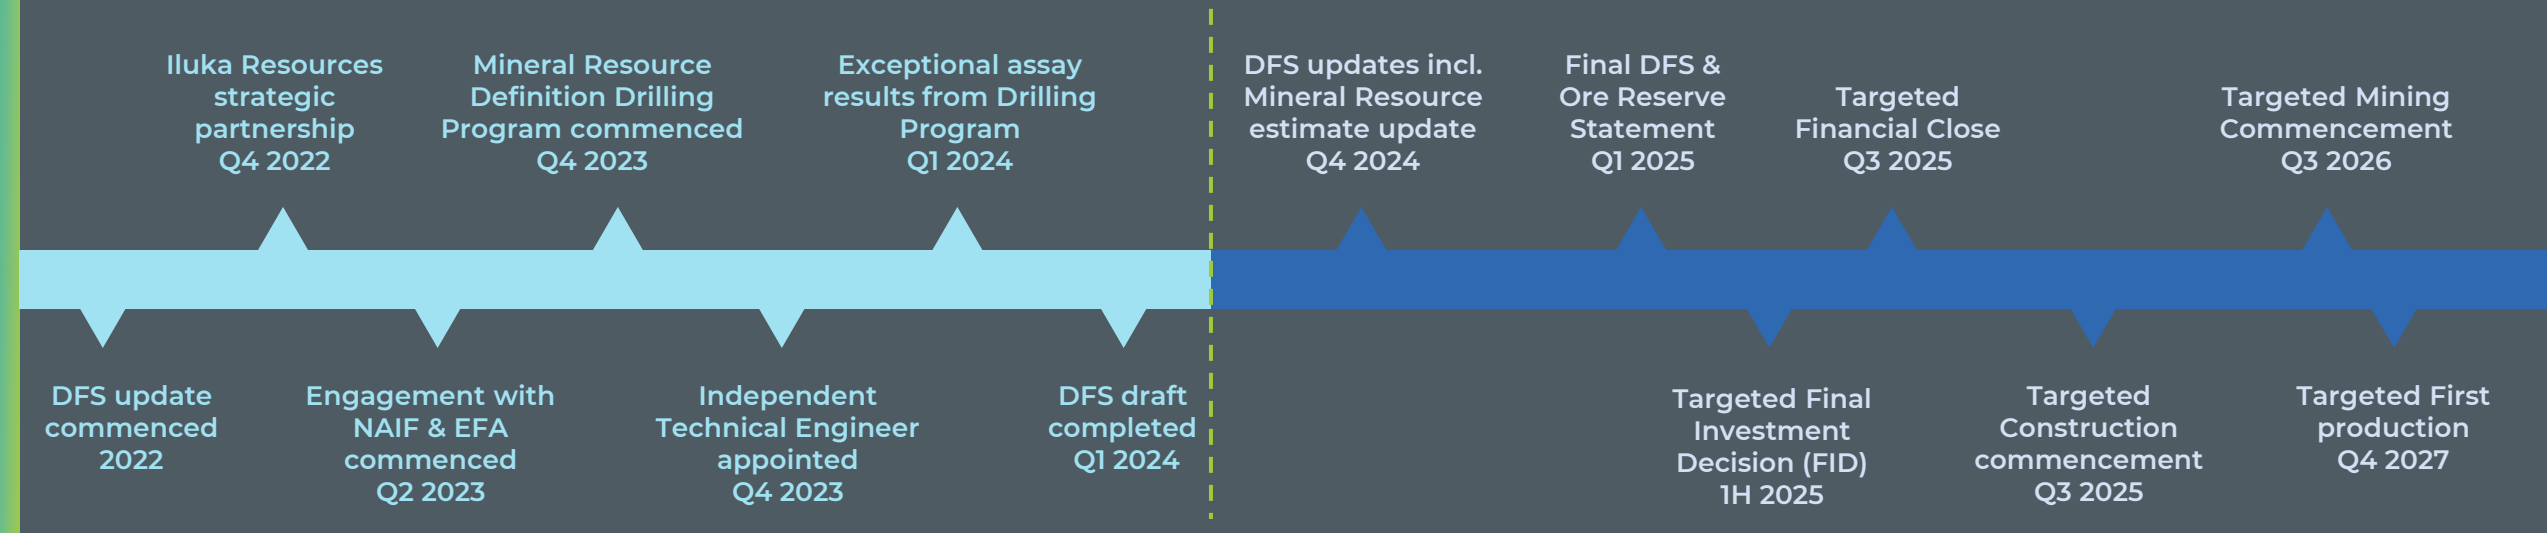 Iluka Resources
strategic
partnership
Q4 2022
Mineral Resource
Definition Drilling
Program commenced
Q4 2023
Exceptional assay
results from Drilling
Program
Q1 2024
DFS updates incl.
Mineral Resource
estimate update
Q4 2024
Final DFS &
Ore Reserve
Statement
Q1 2025
Targeted
Financial Close
Q3 2025
Targeted Mining
Commencement
Q3 2026
DFS update
commenced
2022
Engagement with
NAIF & EFA
commenced
Q2 2023
Independent
Technical Engineer
appointed
Q4 2023
DFS draft
completed
Q1 2024
Targeted Final
Investment
Decision (FID)
1H 2025
Targeted
Construction
commencement
Q3 2025
Targeted First
production
Q4 2027